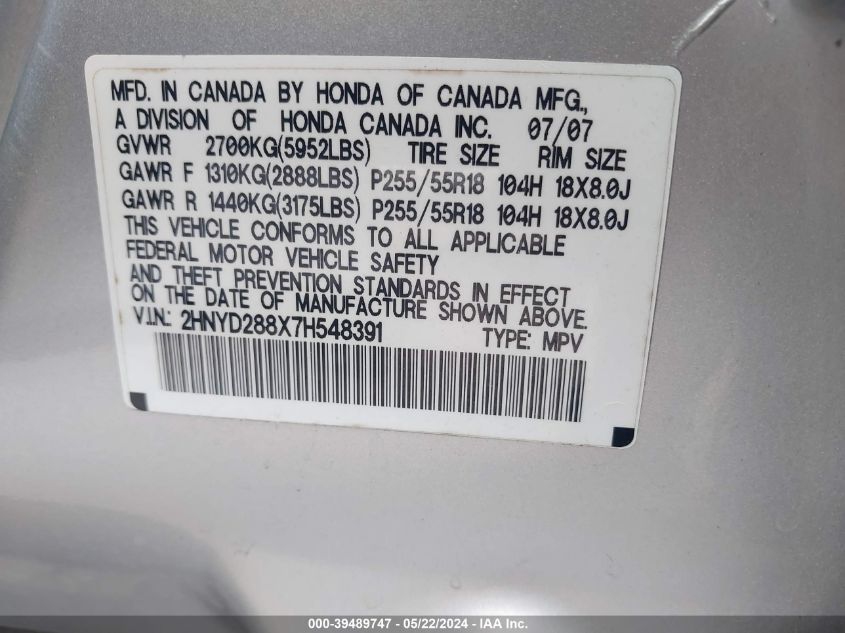 MFD. IN CANADA BY HONDA OF CANADA MFG.,
A DIVISION OF HONDA CANADA INC. 07/07
GVWR 2700KG(5952LBS) TIRE SIZE RIM SIZE
GAWR F 1310KG(2888LBS) P255/55R18 104H 18X8.0J
GAWR R 1440KG(3175LBS) P255/55R18 104H 18X8.0J
THIS VEHICLE CONFORMS TO ALL APPLICABLE
FEDERAL MOTOR VEHICLE SAFETY
AND THEFT PREVENTION STANDARDS IN EFFECT
ON THE DATE OF MANUFACTURE SHOWN ABOVE.
V.I.N.: 2HNYD288X7H548391 TYPE: MPV
000-39489747 - 05/22/2024 - IAA Inc.